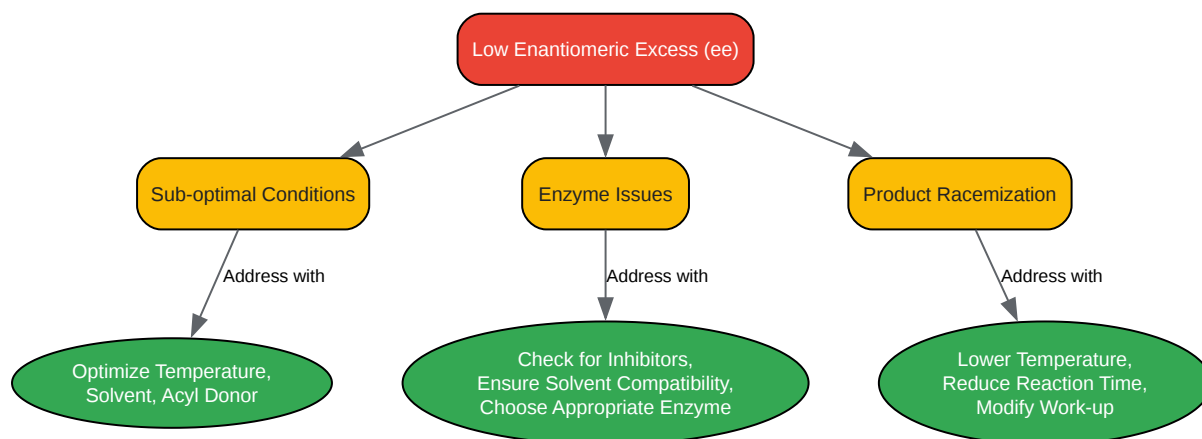 Low Enantiomeric Excess (ee)
Sub-optimal Conditions
Enzyme Issues
Product Racemization
Address with
Address with
Address with
Optimize Temperature,
Solvent, Acyl Donor
Check for Inhibitors,
Ensure Solvent Compatibility,
Choose Appropriate Enzyme
Lower Temperature,
Reduce Reaction Time,
Modify Work-up